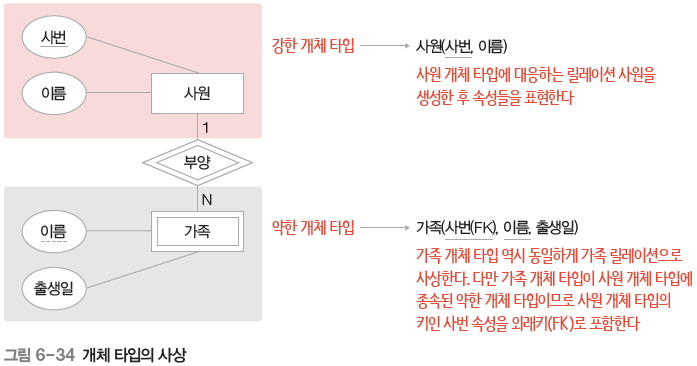 사번
이름
사원
1
부양
N
이름
가족
출생일
강한 개체 타입
사원(사번, 이름)
사원 개체 타입에 대응하는 릴레이션 사원을
생성한 후 속성들을 표현한다
약한 개체 타입
가족(사번(FK), 이름, 출생일)
가족 개체 타입 역시 동일하게 가족 릴레이션으로
사상한다. 다만 가족 개체 타입이 사원 개체 타입에
종속된 약한 개체 타입이므로 사원 개체 타입의
키인 사번 속성을 외래키(FK)로 포함한다
그림 6-34 개체 타입의 사상